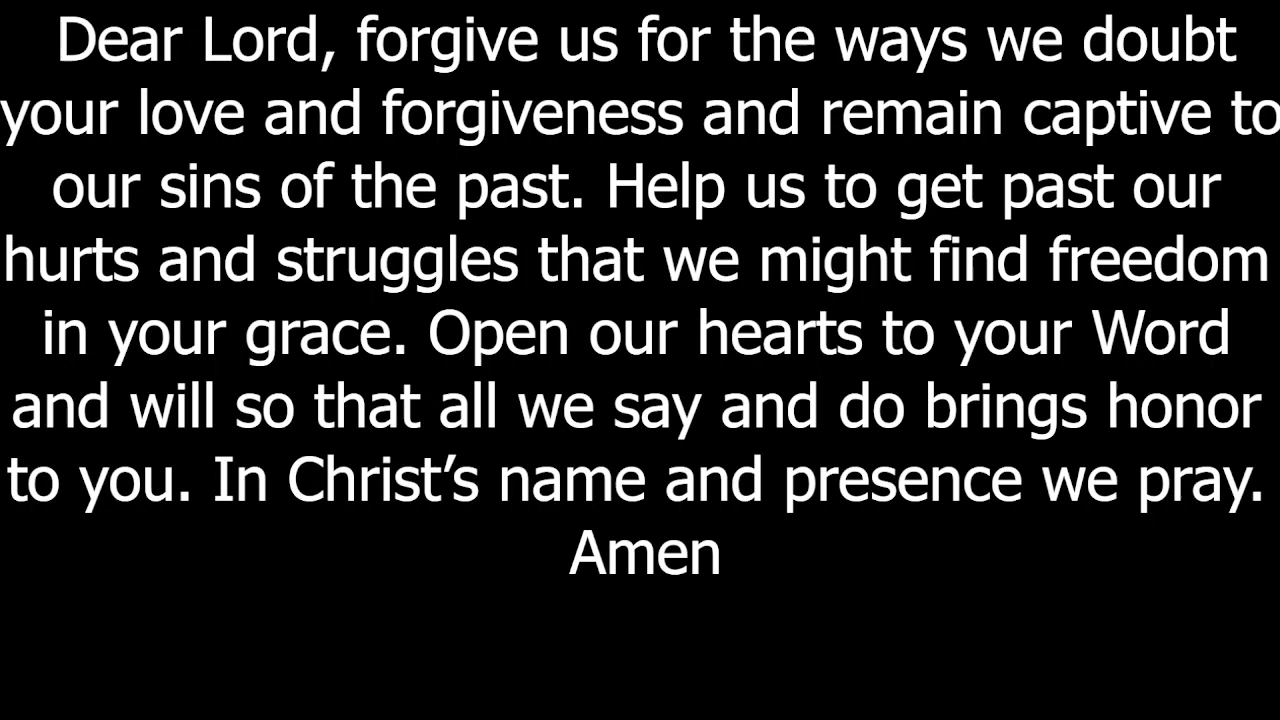 Dear Lord, forgive us for the ways we doubt
your love and forgiveness and remain captive to
our sins of the past. Help us to get past our
hurts and struggles that we might find freedom
in your grace. Open our hearts to your Word
and will so that all we say and do brings honor
to you. In Christ’s name and presence we pray.
Amen